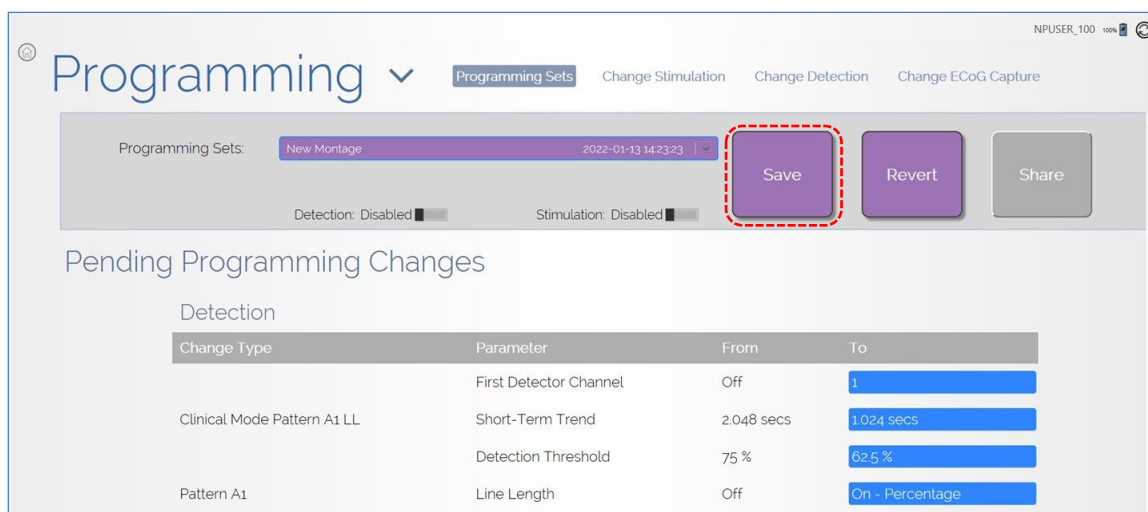 NPUSER_100 100%
Programming Programming Sets Change Stimulation Change Detection Change ECoG Capture
Programming Sets: New Montage 2022-01-13 14:23:23 Save Revert Share
Detection: Disabled Stimulation: Disabled
Pending Programming Changes
Detection
Change Type Parameter From To
First Detector Channel Off 1
Clinical Mode Pattern A1 LL Short-Term Trend 2.048 secs 1.024 secs
Detection Threshold 75 % 62.5 %
Pattern A1 Line Length Off On - Percentage